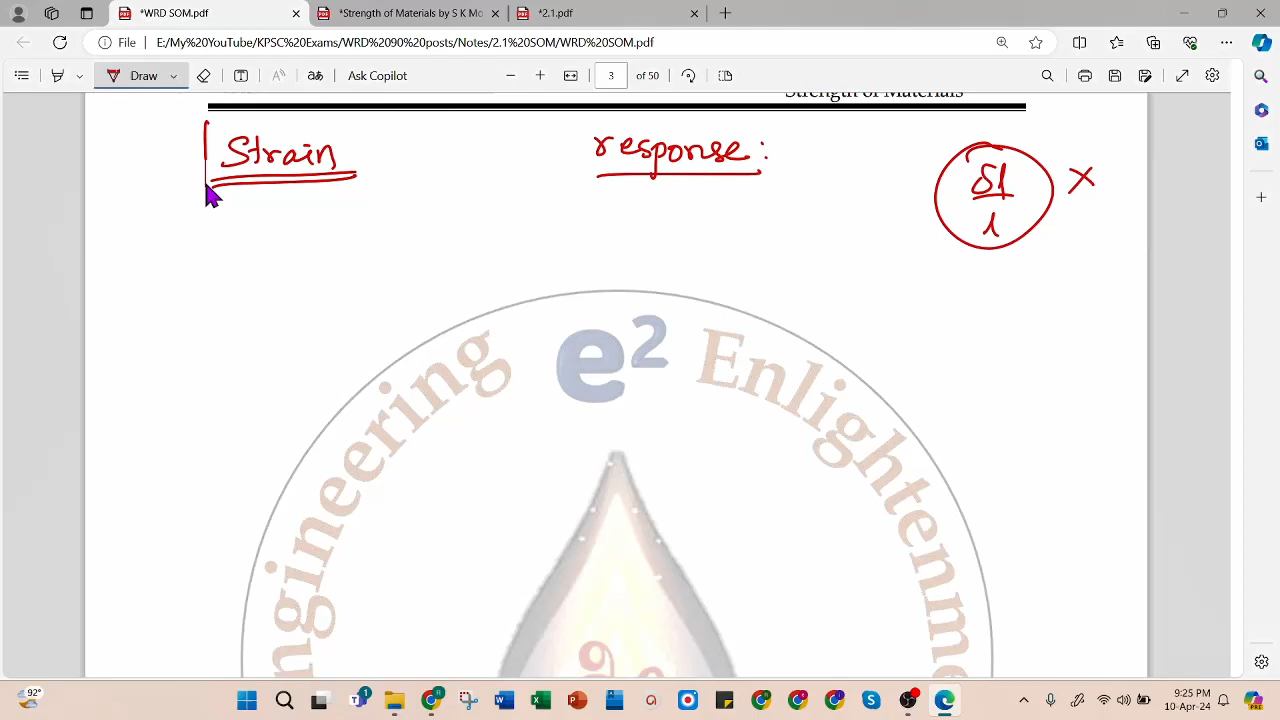 *WRD SOM.pdf
*Strength of Materials by S K Mo
*2.1.pdf
File
E:/My%20YouTube/KPSC%20Exams/WRD%2090%20posts/Notes/2.1%20SOM/WRD%20SOM.pdf
Draw
Ask Copilot
3 of 50
Strength of Materials
Strain response:
δl
l
×
Engineering e² Enlightenment
92°
9:25 PM
10-Apr-24